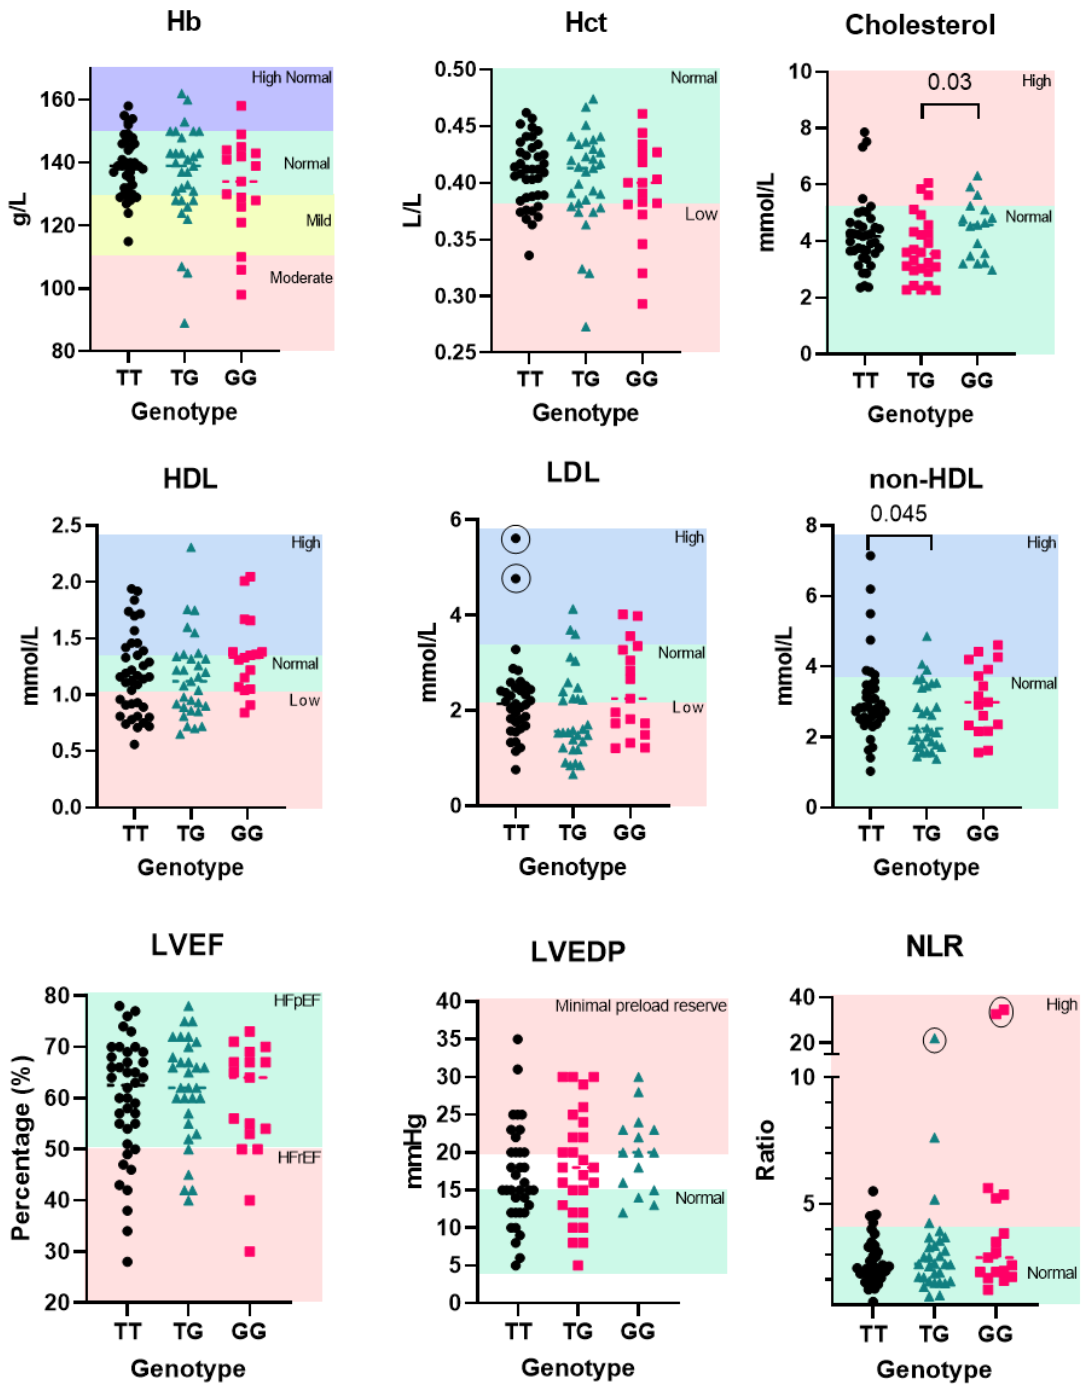 Hb
Hct
Cholesterol
High Normal
Normal
Mild
Moderate
g/L
160
140
120
100
80
TT TG GG
Genotype
Normal
Low
L/L
0.50
0.45
0.40
0.35
0.30
0.25
TT TG GG
Genotype
0.03
High
Normal
mmol/L
10
8
6
4
2
0
TT TG GG
Genotype
HDL
LDL
non-HDL
High
Normal
Low
mmol/L
2.5
2.0
1.5
1.0
0.5
0.0
TT TG GG
Genotype
High
Normal
Low
mmol/L
6
4
2
0
TT TG GG
Genotype
0.045
High
Normal
mmol/L
8
6
4
2
0
TT TG GG
Genotype
LVEF
LVEDP
NLR
HFpEF
HFrEF
Percentage (%)
80
70
60
50
40
30
20
TT TG GG
Genotype
Minimal preload reserve
Normal
mmHg
40
35
30
25
20
15
10
5
0
TT TG GG
Genotype
High
Normal
Ratio
40
20
10
5
TT TG GG
Genotype